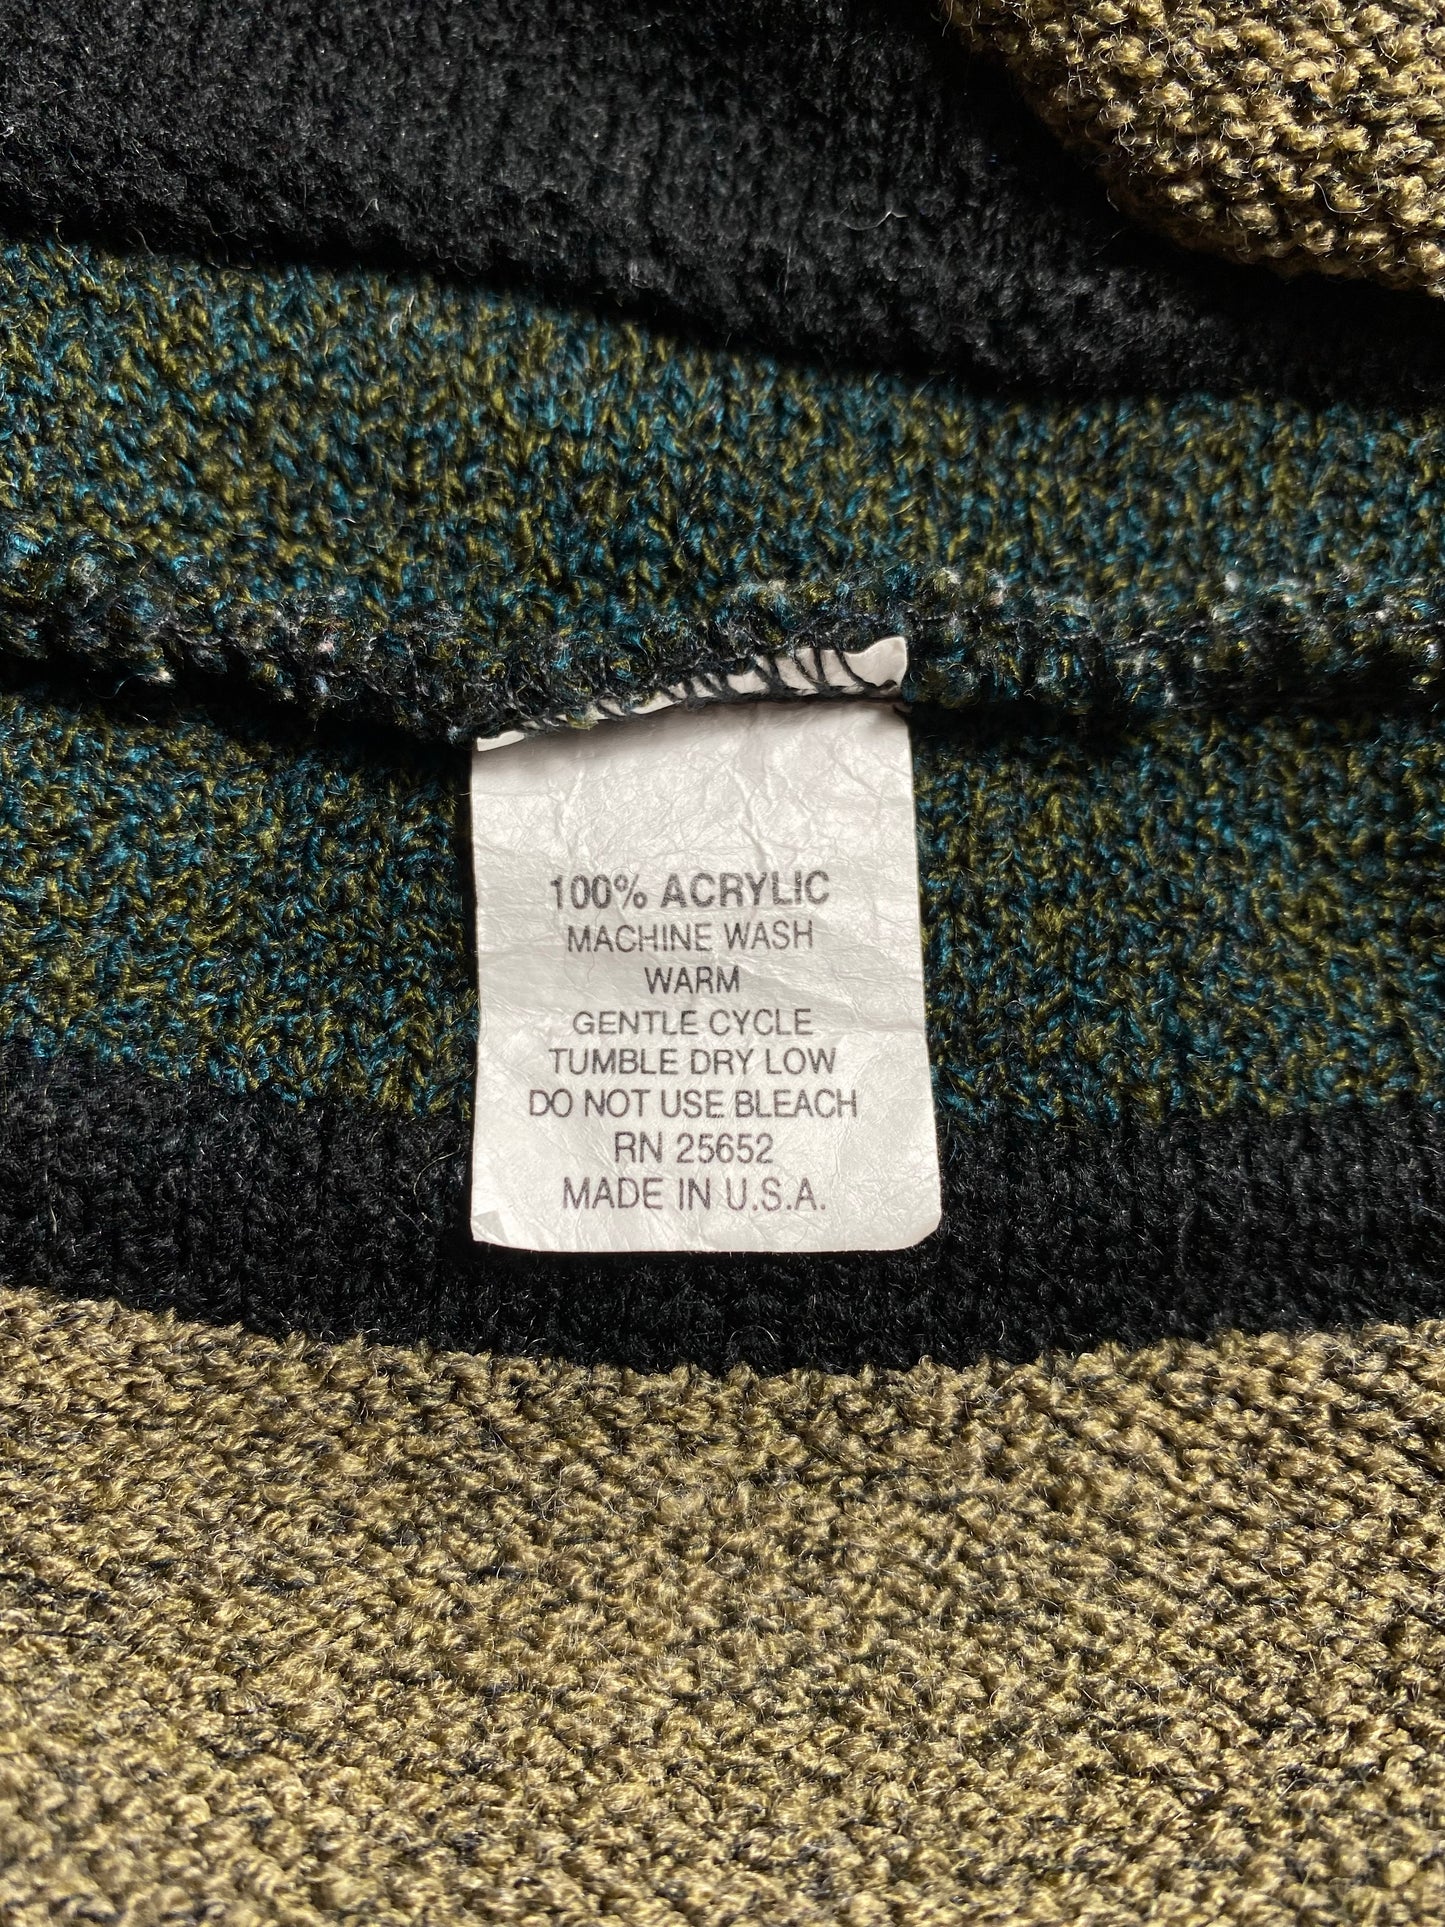 100% ACRYLIC
MACHINE WASH
WARM
GENTLE CYCLE
TUMBLE DRY LOW
DO NOT USE BLEACH
RN 25652
MADE IN U.S.A.